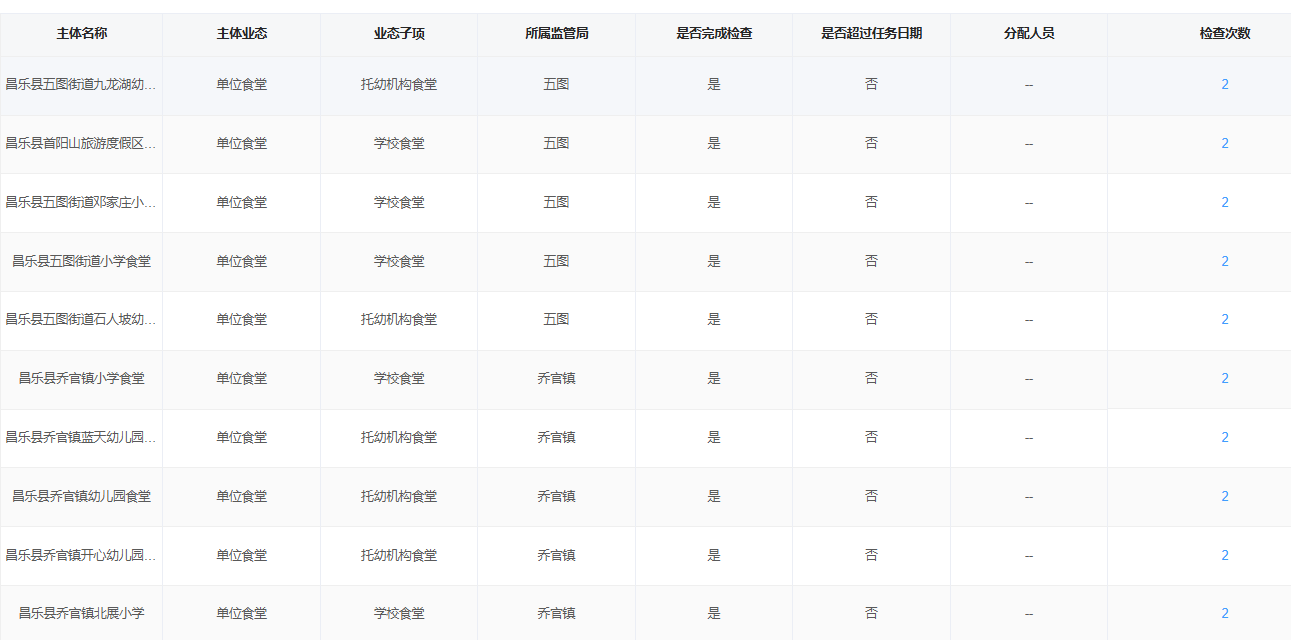 主体名称 主体业态 业态子项 所属监管局 是否完成检查 是否超过任务日期 分配人员 检查次数
昌乐县五图街道九龙湖幼... 单位食堂 托幼机构食堂 五图 是 否 -- 2
昌乐县首阳山旅游度假区... 单位食堂 学校食堂 五图 是 否 -- 2
昌乐县五图街道邓家庄小... 单位食堂 学校食堂 五图 是 否 -- 2
昌乐县五图街道小学食堂 单位食堂 学校食堂 五图 是 否 -- 2
昌乐县五图街道石人坡幼... 单位食堂 托幼机构食堂 五图 是 否 -- 2
昌乐县乔官镇小学食堂 单位食堂 学校食堂 乔官镇 是 否 -- 2
昌乐县乔官镇蓝天幼儿园... 单位食堂 托幼机构食堂 乔官镇 是 否 -- 2
昌乐县乔官镇幼儿园食堂 单位食堂 托幼机构食堂 乔官镇 是 否 -- 2
昌乐县乔官镇开心幼儿园... 单位食堂 托幼机构食堂 乔官镇 是 否 -- 2
昌乐县乔官镇北展小学 单位食堂 学校食堂 乔官镇 是 否 -- 2